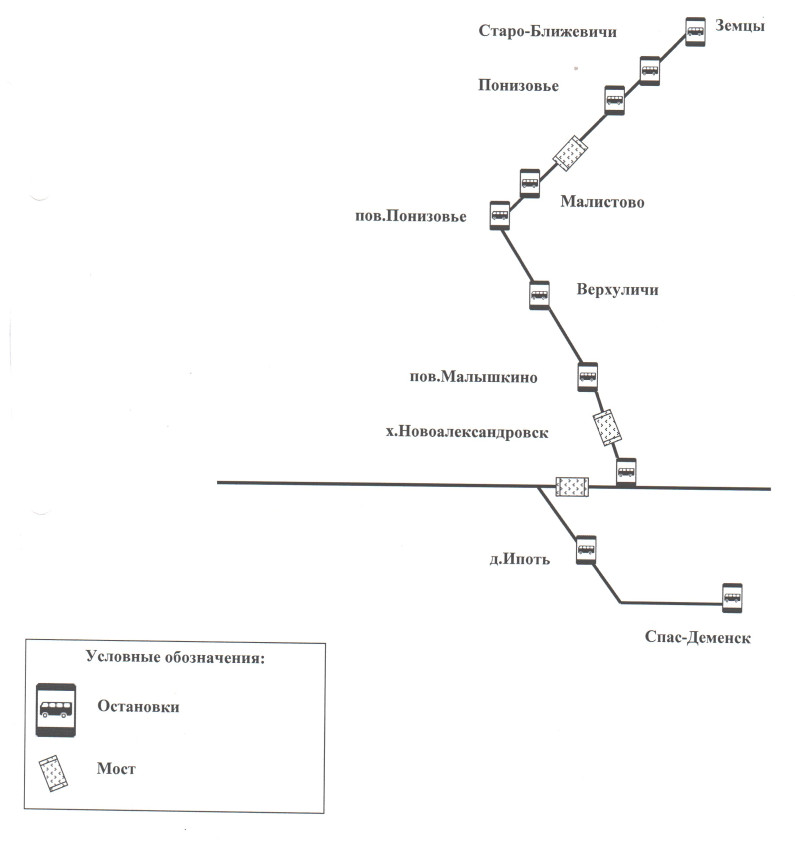 Старо-Ближевичи
Земцы
Понизовье
Малистово
пов.Понизовье
Верхуличи
пов.Малышкино
х.Новоалександровск
д.Ипоть
Спас-Деменск
Условные обозначения:
Остановки
Мост